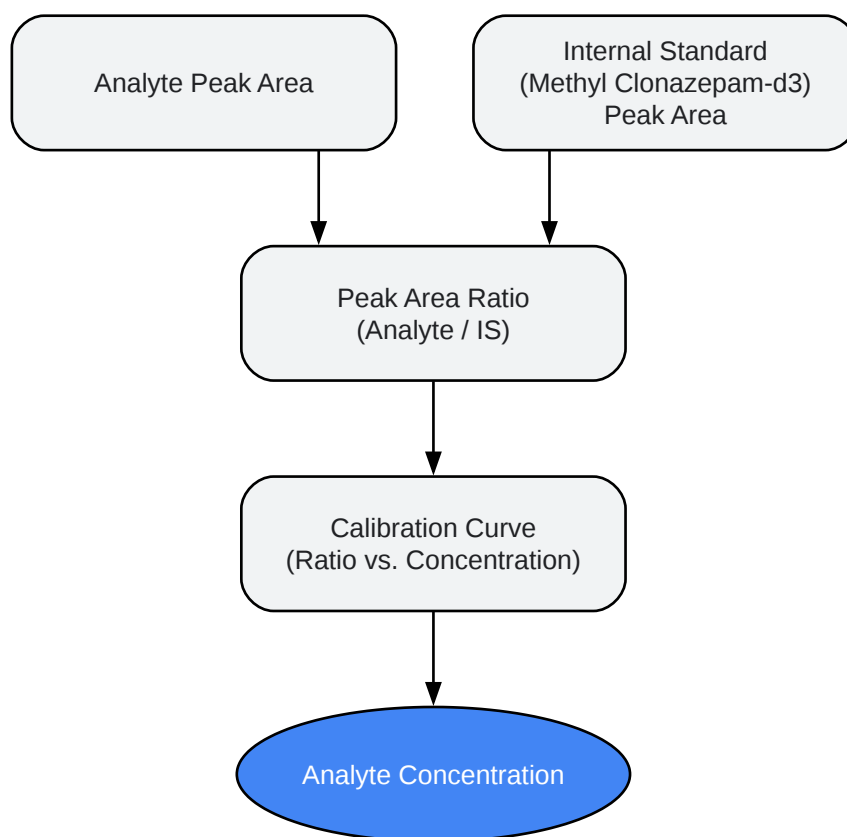 Analyte Peak Area
Internal Standard
(Methyl Clonazepam-d3)
Peak Area
Peak Area Ratio
(Analyte / IS)
Calibration Curve
(Ratio vs. Concentration)
Analyte Concentration